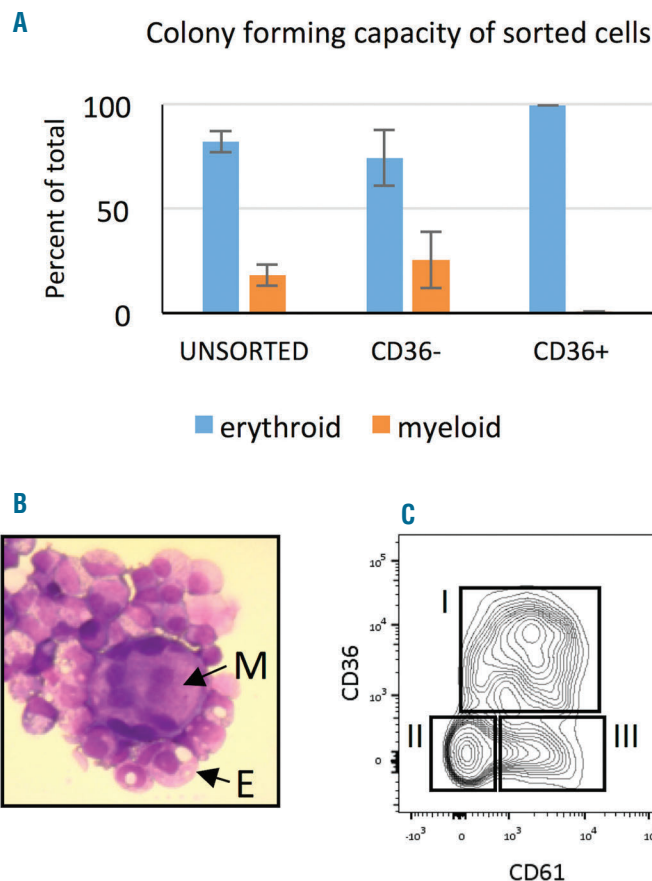 A
Colony forming capacity of sorted cells
Percent of total
100
50
0
UNSORTED CD36- CD36+
erythroid myeloid
B
M
E
C
CD36
10⁵
10⁴
10³
0
I
II
III
-10³ 0 10³ 10⁴
CD61